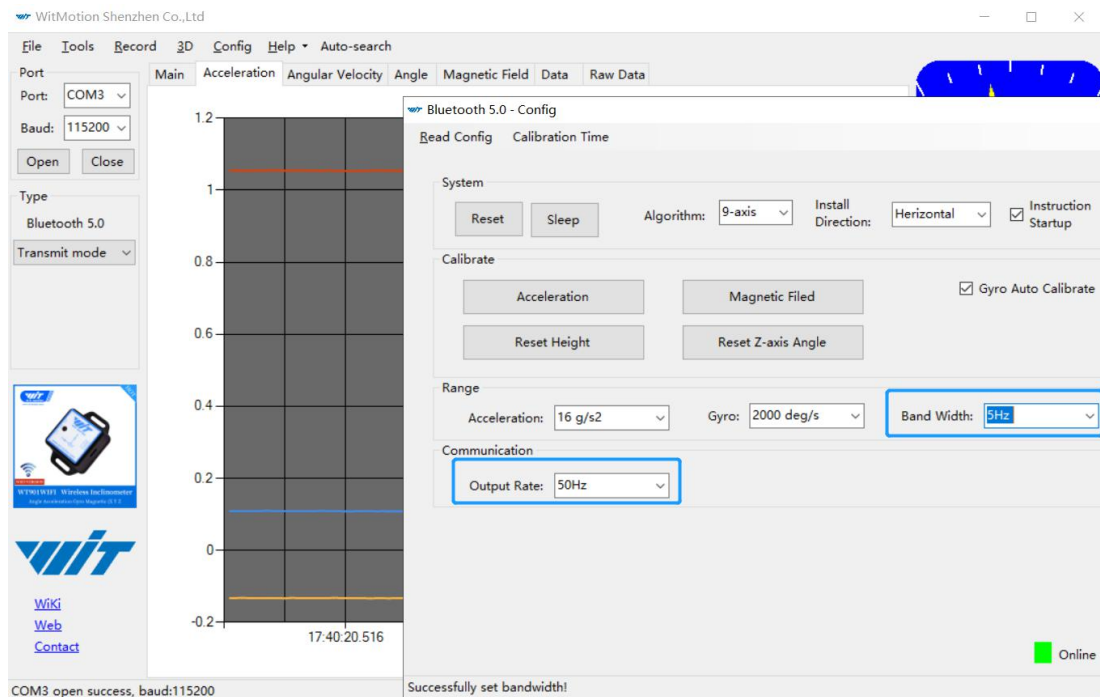 WitMotion Shenzhen Co.,Ltd
File Tools Record 3D Config Help Auto-search
Port
Port: COM3
Baud: 115200
Open Close
Type
Bluetooth 5.0
Transmit mode
WiT
WT901WIFI Wireless Inclinometer
WiT
WiKi
Web
Contact
COM3 open success, baud:115200
Main Acceleration Angular Velocity Angle Magnetic Field Data Raw Data
1.2
1
0.8
0.6
0.4
0.2
0
-0.2
17:40:20.516
Bluetooth 5.0 - Config
Read Config Calibration Time
System
Reset Sleep Algorithm: 9-axis Install Direction: Herizontal Instruction Startup
Calibrate
Acceleration Magnetic Filed Gyro Auto Calibrate
Reset Height Reset Z-axis Angle
Range
Acceleration: 16 g/s2 Gyro: 2000 deg/s Band Width: 5Hz
Communication
Output Rate: 50Hz
Online
Successfully set bandwidth!